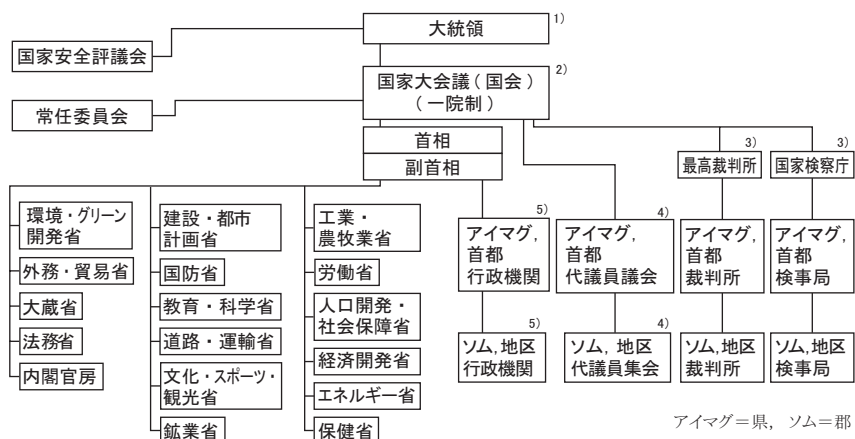 大統領
1)
国家安全評議会
国家大会議(国会)
(一院制)
2)
常任委員会
首相
副首相
3)
最高裁判所
3)
国家検察庁
環境・グリーン
開発省
外務・貿易省
大蔵省
法務省
内閣官房
建設・都市
計画省
国防省
教育・科学省
道路・運輸省
文化・スポーツ・
観光省
鉱業省
工業・
農牧業省
労働省
人口開発・
社会保障省
経済開発省
エネルギー省
保健省
5)
アイマグ,
首都
行政機関
4)
アイマグ,
首都
代議員議会
アイマグ,
首都
裁判所
アイマグ,
首都
検事局
5)
ソム,地区
行政機関
4)
ソム, 地区
代議員集会
ソム,地区
裁判所
ソム,地区
検事局
アイマグ=県, ソム=郡